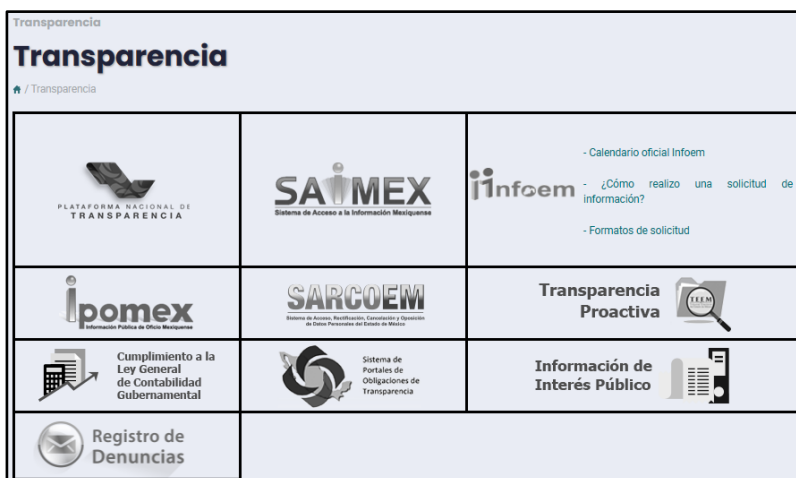 Transparencia
Transparencia
/ Transparencia
PLATAFORMA NACIONAL DE
TRANSPARENCIA
SAIMEX
Sistema de Acceso a la Información Mexiquense
infoem
- Calendario oficial Infoem
- ¿Cómo realizo una solicitud de
información?
- Formatos de solicitud
ipomex
Información Pública de Oficio Mexiquense
SARCOEM
Sistema de Acceso, Rectificación, Cancelación y Oposición
de Datos Personales del Estado de México
Transparencia
Proactiva
TEEM
Cumplimiento a la
Ley General
de Contabilidad
Gubernamental
Sistema de
Portales de
Obligaciones de
Transparencia
Información de
Interés Público
Registro de
Denuncias